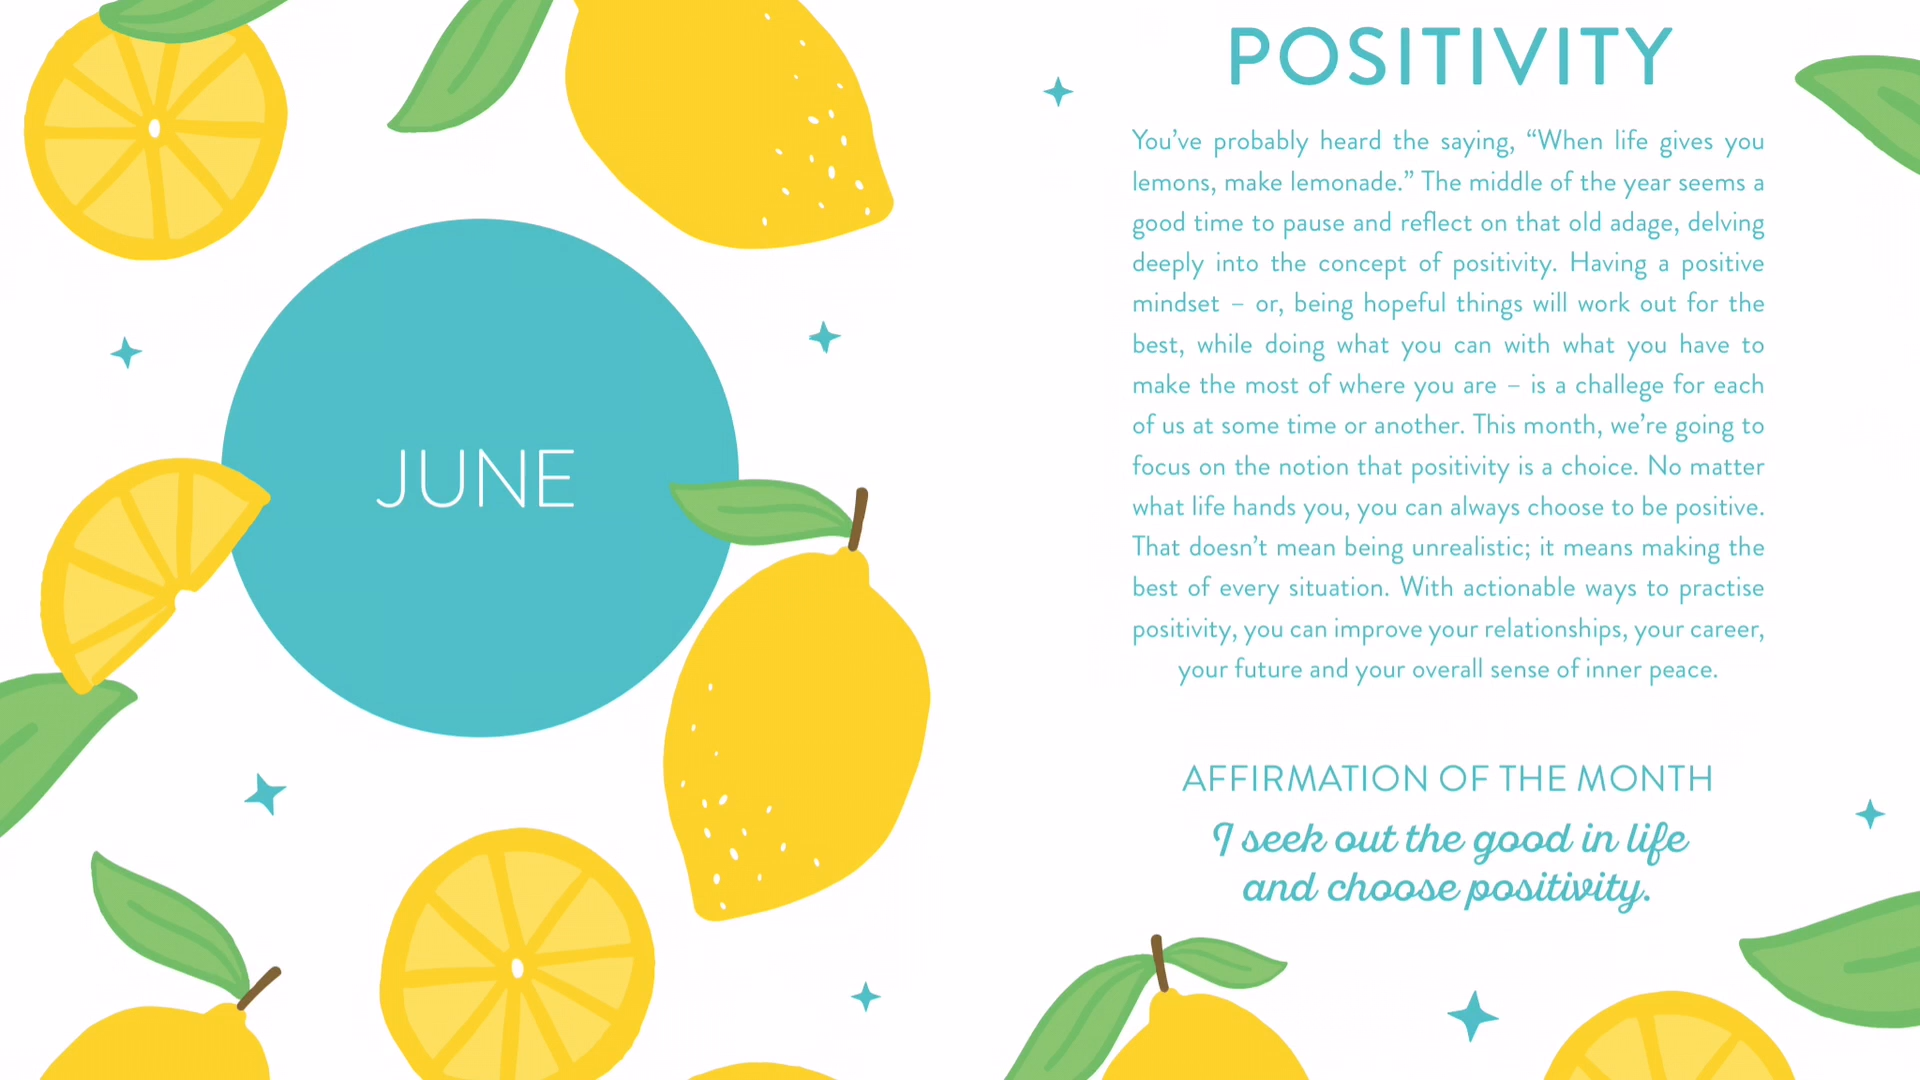 JUNE
POSITIVITY
You’ve probably heard the saying, “When life gives you
lemons, make lemonade.” The middle of the year seems a
good time to pause and reflect on that old adage, delving
deeply into the concept of positivity. Having a positive
mindset – or, being hopeful things will work out for the
best, while doing what you can with what you have to
make the most of where you are – is a challege for each
of us at some time or another. This month, we’re going to
focus on the notion that positivity is a choice. No matter
what life hands you, you can always choose to be positive.
That doesn’t mean being unrealistic; it means making the
best of every situation. With actionable ways to practise
positivity, you can improve your relationships, your career,
your future and your overall sense of inner peace.
AFFIRMATION OF THE MONTH
I seek out the good in life
and choose positivity.